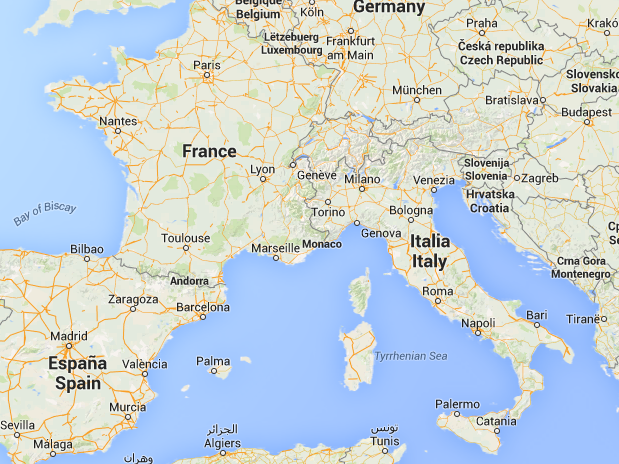 Belgique
Belgium
Köln
Germany
Praha
Krakó
Lëtzebuerg
Luxembourg
Frankfurt
am Main
Česká republika
Czech Republic
Paris
Slovensko
Slovakia
München
Bratislava
Budapest
Nantes
France
Lyon
Genève
Milano
Venezia
Slovenija
Slovenia
Zagreb
Hrvatska
Croatia
Torino
Bologna
Bay of Biscay
Genova
Toulouse
Marseille
Monaco
Italia
Italy
Bilbao
Crna Gora
Montenegro
Andorra
Zaragoza
Barcelona
Roma
Bari
Tiranë
Napoli
Madrid
España
Spain
València
Palma
Tyrrhenian Sea
Murcia
Palermo
Catania
Sevilla
Málaga
الجزائر
Algiers
تونس
Tunis
وهران